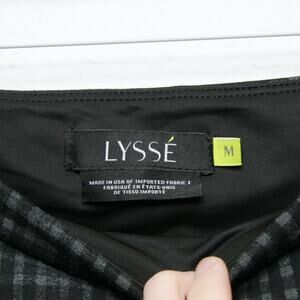 LYSSÉ
M
MADE IN USA OF IMPORTED FABRIC
FABRIQUÉ EN ÉTATS-UNIS
DE TISSU IMPORTÉ